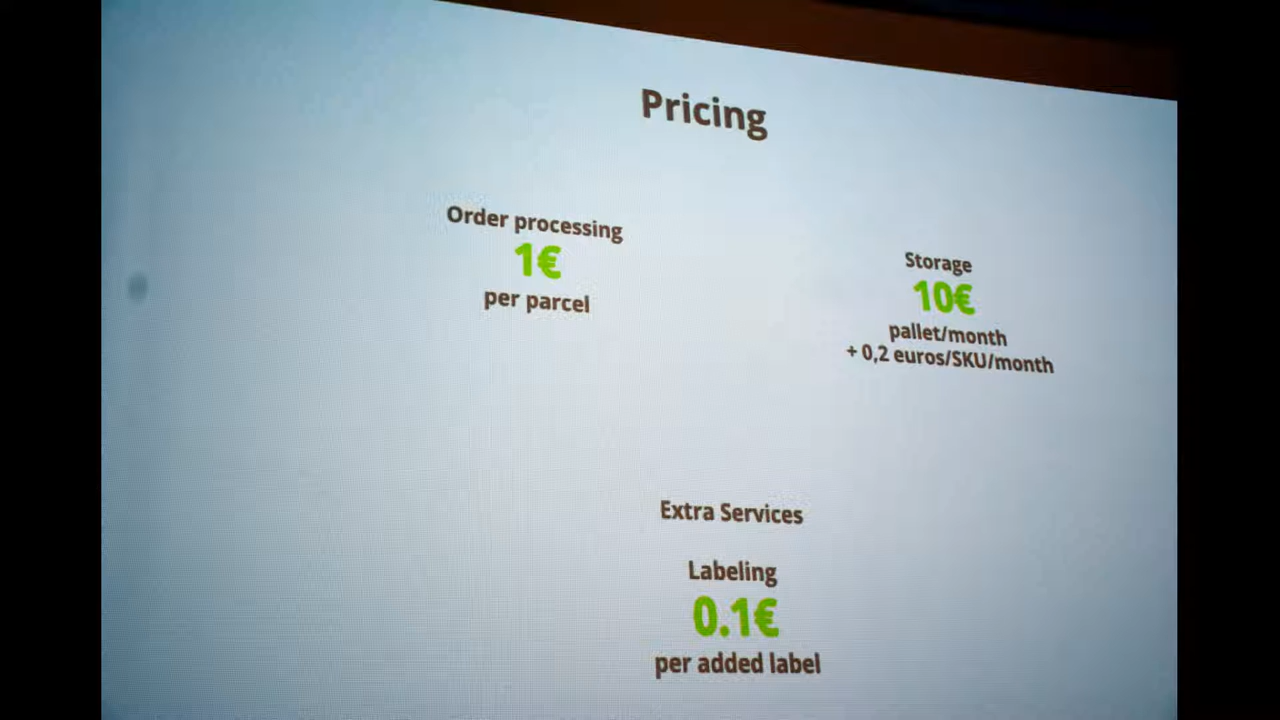 Pricing
Order processing
1€
per parcel
Storage
10€
pallet/month
+ 0,2 euros/SKU/month
Extra Services
Labeling
0.1€
per added label